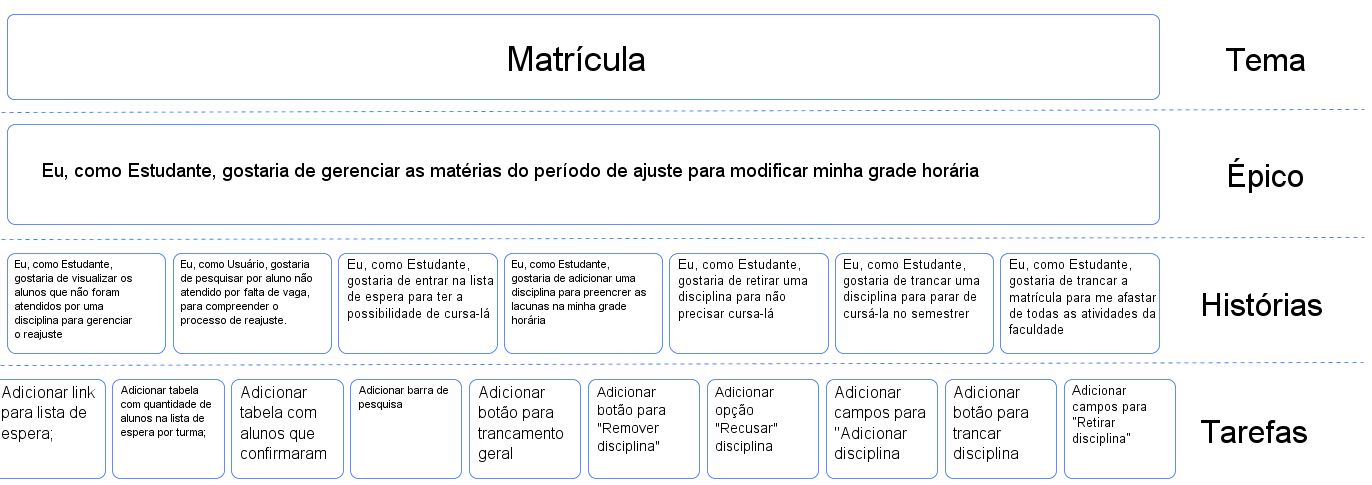 Matrícula
Tema
Eu, como Estudante, gostaria de gerenciar as matérias do período de ajuste para modificar minha grade horária
Épico
Eu, como Estudante,
gostaria de visualizar os
alunos que não foram
atendidos por uma
disciplina para gerenciar
o reajuste
Eu, como Usuário, gostaria
de pesquisar por aluno não
atendido por falta de vaga,
para compreender o
processo de reajuste.
Eu, como Estudante,
gostaria de entrar na lista
de espera para ter a
possibilidade de cursa-lá
Eu, como Estudante,
gostaria de adicionar uma
disciplina para preencrer as
lacunas na minha grade
horária
Eu, como Estudante,
gostaria de retirar uma
disciplina para não
precisar cursa-lá
Eu, como Estudante,
gostaria de trancar uma
disciplina para parar de
cursá-la no semestrer
Eu, como Estudante,
gostaria de trancar a
matrícula para me afastar
de todas as atividades da
faculdade
Histórias
Adicionar link
para lista de
espera;
Adicionar tabela
com quantidade de
alunos na lista de
espera por turma;
Adicionar
tabela com
alunos que
confirmaram
Adicionar barra de
pesquisa
Adicionar
botão para
trancamento
geral
Adicionar
botão para
"Remover
disciplina"
Adicionar
opção
"Recusar"
disciplina
Adicionar
campos para
"Adicionar
disciplina
Adicionar
botão para
trancar
disciplina
Adicionar
campos para
"Retirar
disciplina"
Tarefas